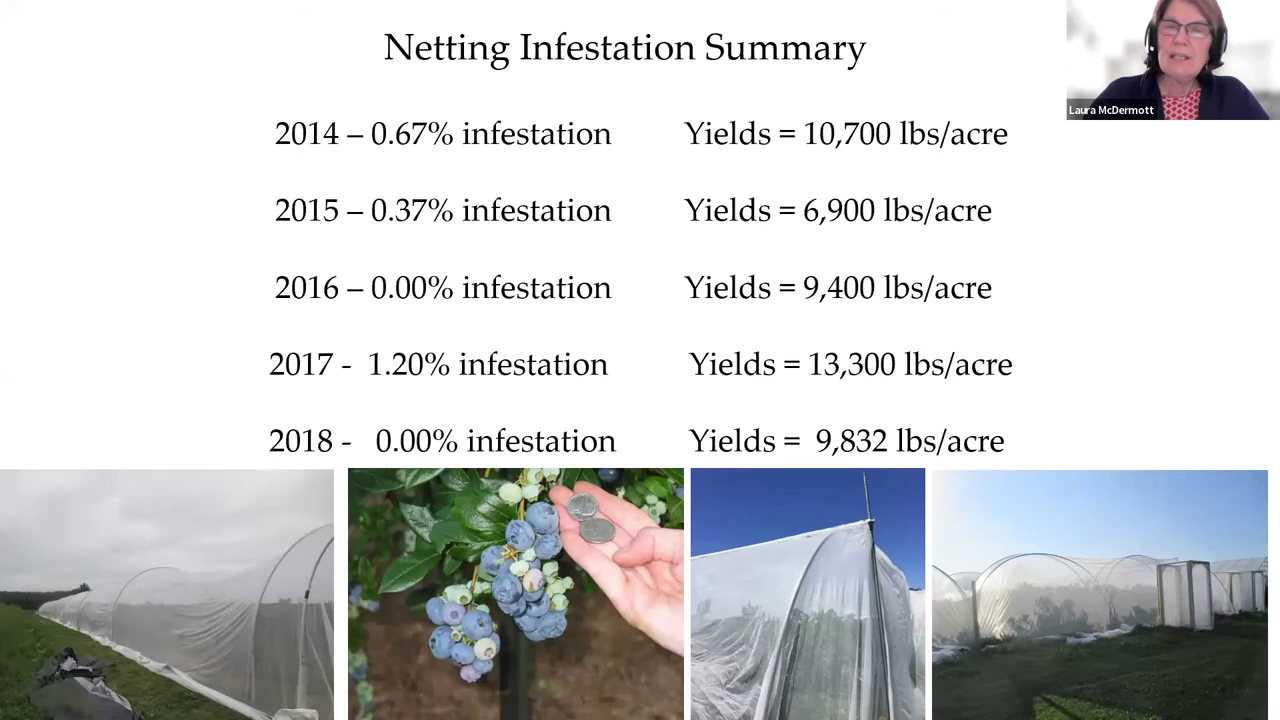 Netting Infestation Summary
Laura McDermott
2014 – 0.67% infestation Yields = 10,700 lbs/acre
2015 – 0.37% infestation Yields = 6,900 lbs/acre
2016 – 0.00% infestation Yields = 9,400 lbs/acre
2017 - 1.20% infestation Yields = 13,300 lbs/acre
2018 - 0.00% infestation Yields = 9,832 lbs/acre